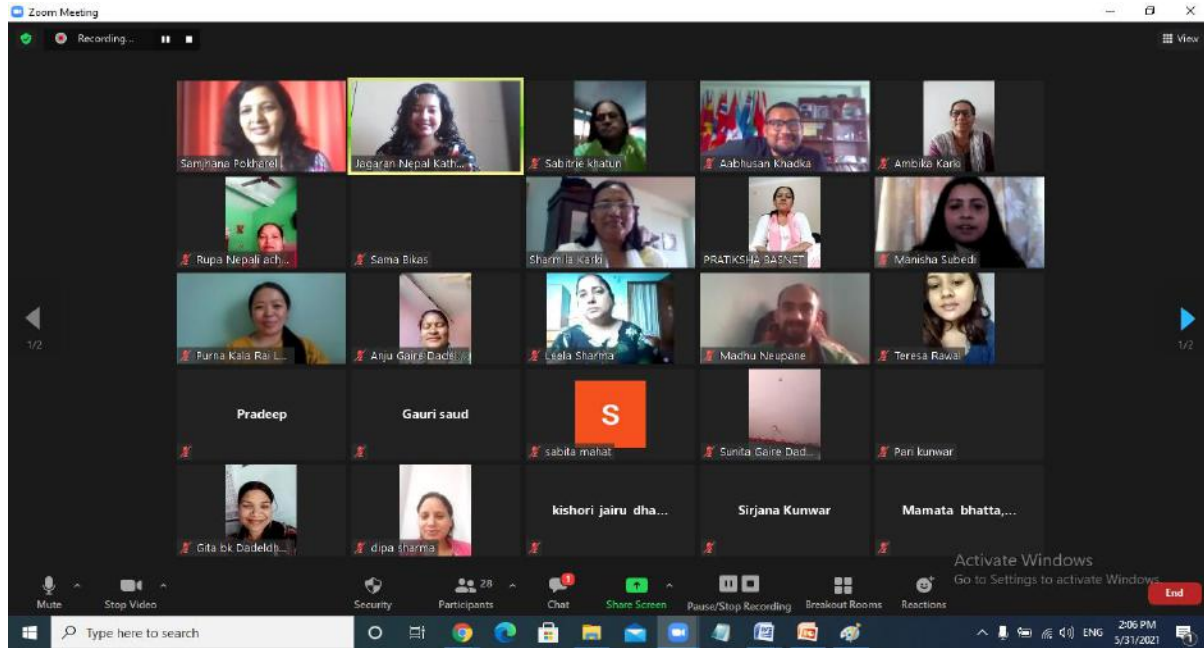 Zoom Meeting
Recording...
View
Samjhana Pokharel
Jagaran Nepal Kath...
Sabitrie khatun
Aabhusan Khadka
Ambika Karki
Rupa Nepali ach...
Sama Bikas
Sharmila Karki
PRATIKSHA BASNET
Manisha Subedi
1/2
1/2
Purna Kala Rai L...
Anju Gaire Dadel
Leela Sharma
Madhu Neupane
Teresa Rawal
Pradeep
Gauri saud
S
sabita mahat
Sunita Gaire Dad...
Pari kunwar
Gita bk Dadeldh...
dipa sharma
kishori jairu dha...
Sirjana Kunwar
Mamata bhatta,...
Activate Windows
Go to Settings to activate Windows.
Mute
Stop Video
Security
Participants
28
Chat
1
Share Screen
Pause/Stop Recording
Breakout Rooms
Reactions
End
Type here to search
ENG
2:06 PM
5/31/2021